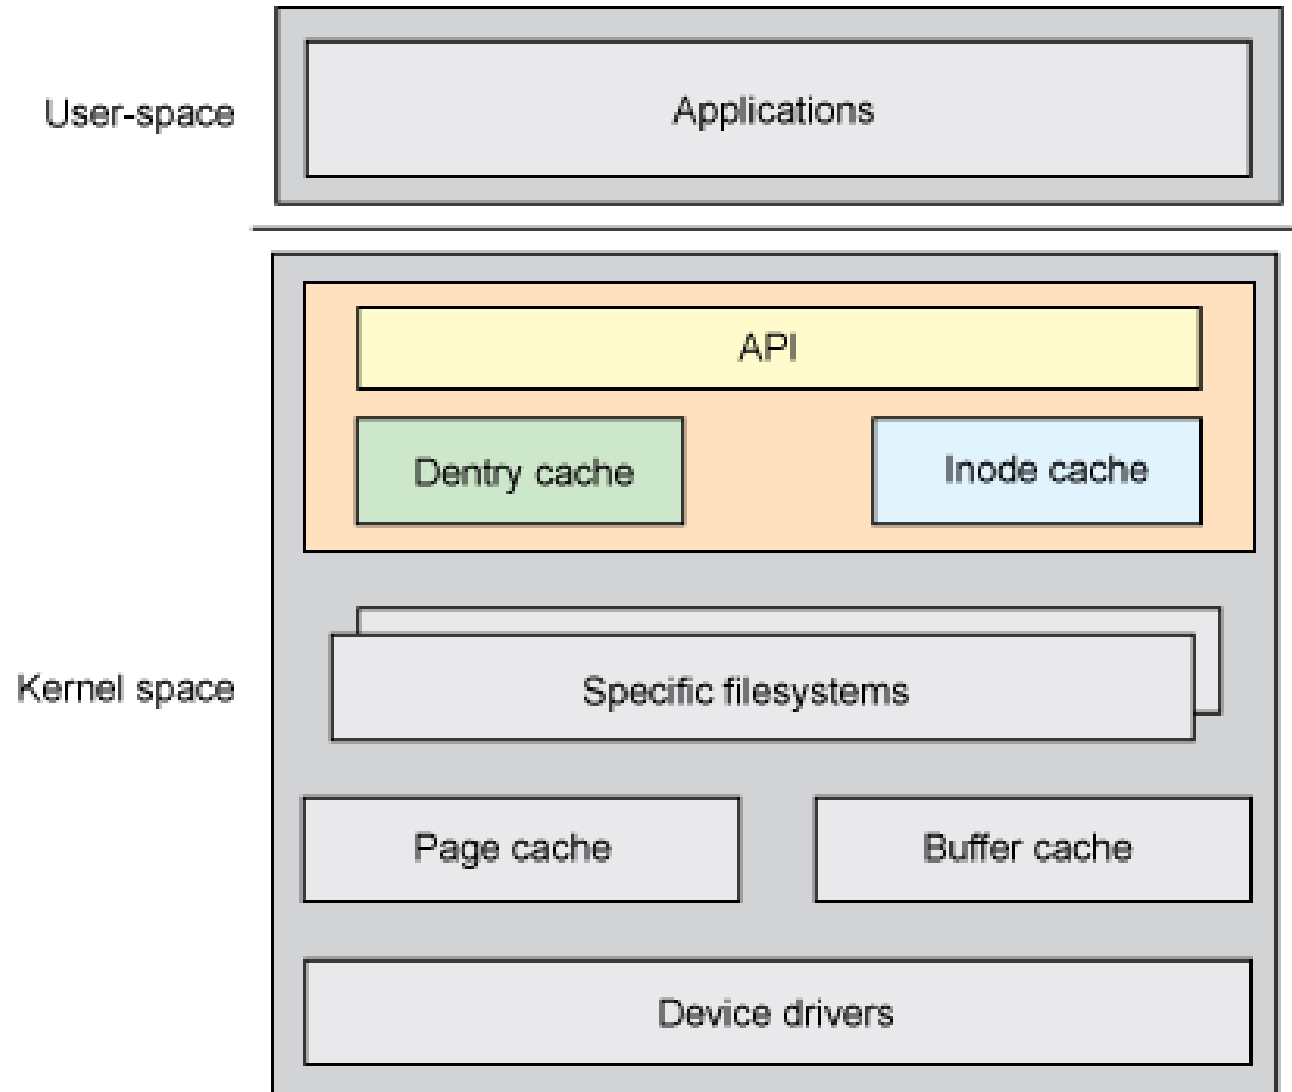 User-space
Applications
API
Dentry cache
Inode cache
Kernel space
Specific filesystems
Page cache
Buffer cache
Device drivers